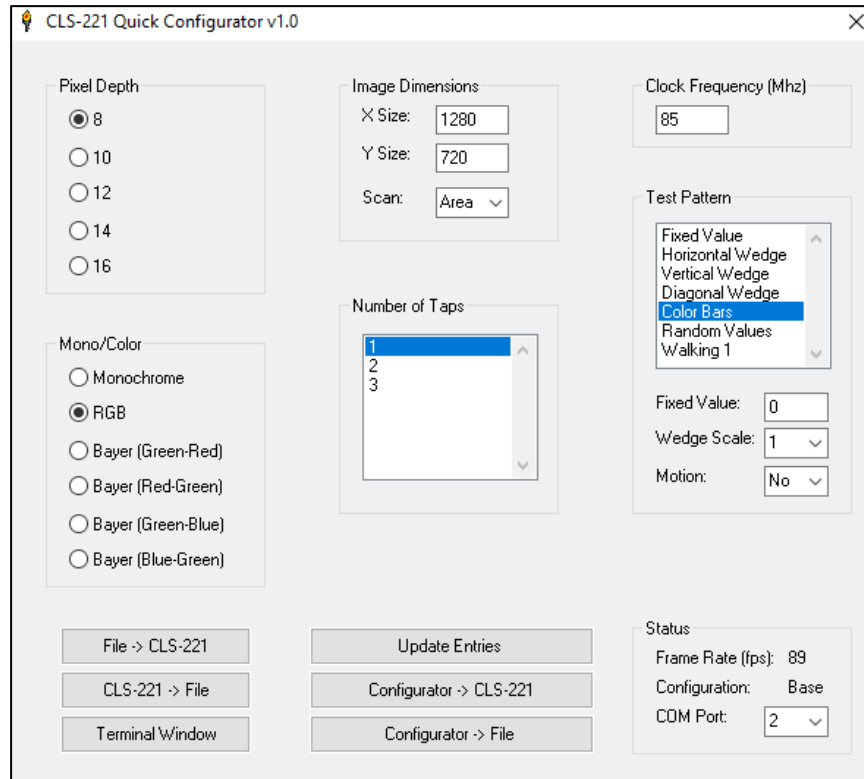 CLS-221 Quick Configurator v1.0
Pixel Depth
8
10
12
14
16
Mono/Color
Monochrome
RGB
Bayer (Green-Red)
Bayer (Red-Green)
Bayer (Green-Blue)
Bayer (Blue-Green)
Image Dimensions
X Size: 1280
Y Size: 720
Scan: Area
Number of Taps
1
2
3
Clock Frequency (Mhz)
85
Test Pattern
Fixed Value
Horizontal Wedge
Vertical Wedge
Diagonal Wedge
Color Bars
Random Values
Walking 1
Fixed Value: 0
Wedge Scale: 1
Motion: No
File -> CLS-221
CLS-221 -> File
Terminal Window
Update Entries
Configurator -> CLS-221
Configurator -> File
Status
Frame Rate (fps): 89
Configuration: Base
COM Port: 2